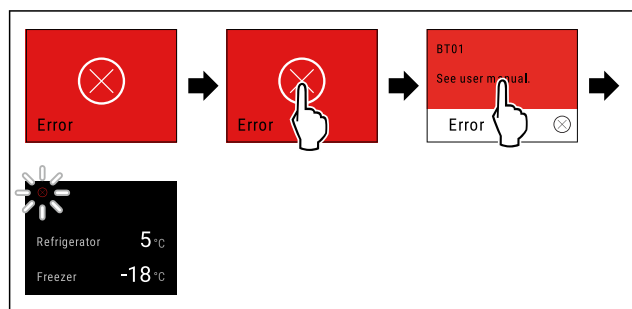 Error
Error
BT01
See user manual.
Error
Refrigerator 5 °C
Freezer -18 °C